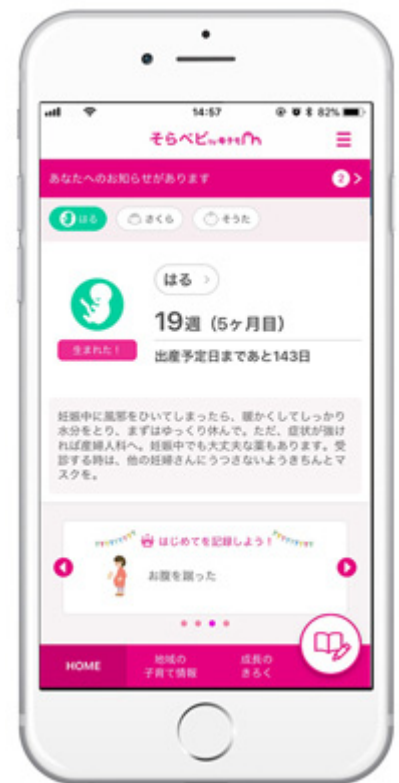 14:57
82%
そらベビ
あなたへのお知らせがあります
2
はる
さくら
そうた
はる
19週（5ヶ月目）
生まれた！
出産予定日まであと143日
妊娠中に風邪をひいてしまったら、暖かくしてしっかり
水分をとり、まずはゆっくり休んで。ただ、症状が強け
れば産婦人科へ。妊娠中でも大丈夫な薬もあります。受
診する時は、他の妊婦さんにうつさないようきちんとマ
スクを。
はじめてを記録しよう！
お腹を蹴った
HOME
地域の
子育て情報
成長の
きろく